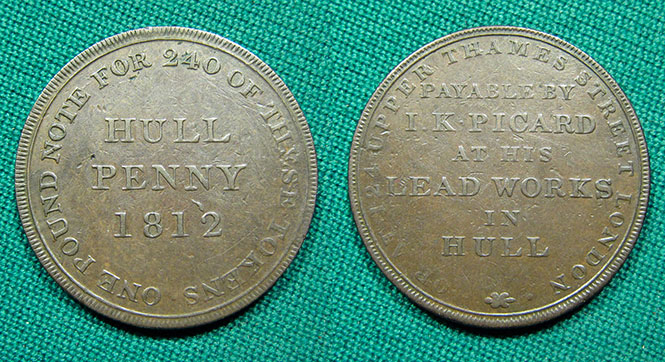 ONE POUND NOTE FOR 240 OF THESE TOKENS
HULL
PENNY
1812
OR AT UPPER THAMES STREET LONDON
PAYABLE BY
I.K.PICARD
AT HIS
LEAD WORKS
IN
HULL